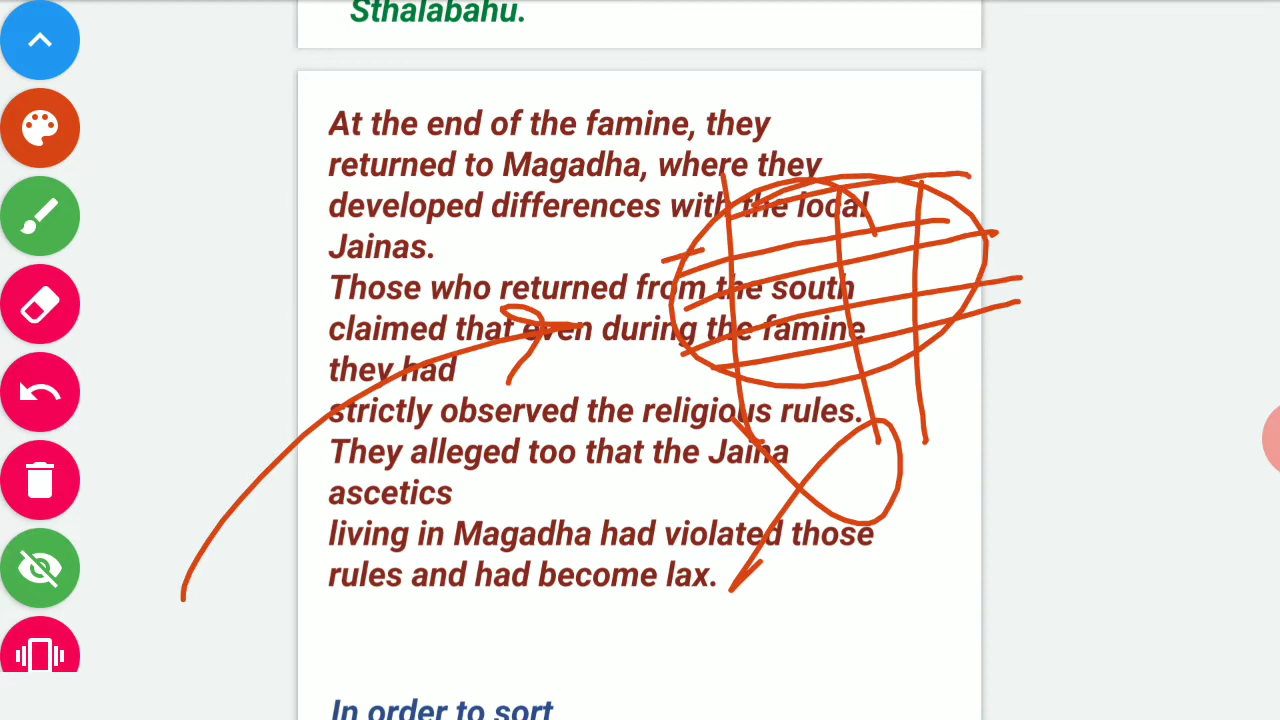 Sthalabahu.
At the end of the famine, they
returned to Magadha, where they
developed differences with the local
Jainas.
Those who returned from the south
claimed that even during the famine
they had
strictly observed the religious rules.
They alleged too that the Jaina
ascetics
living in Magadha had violated those
rules and had become lax.
In order to sort